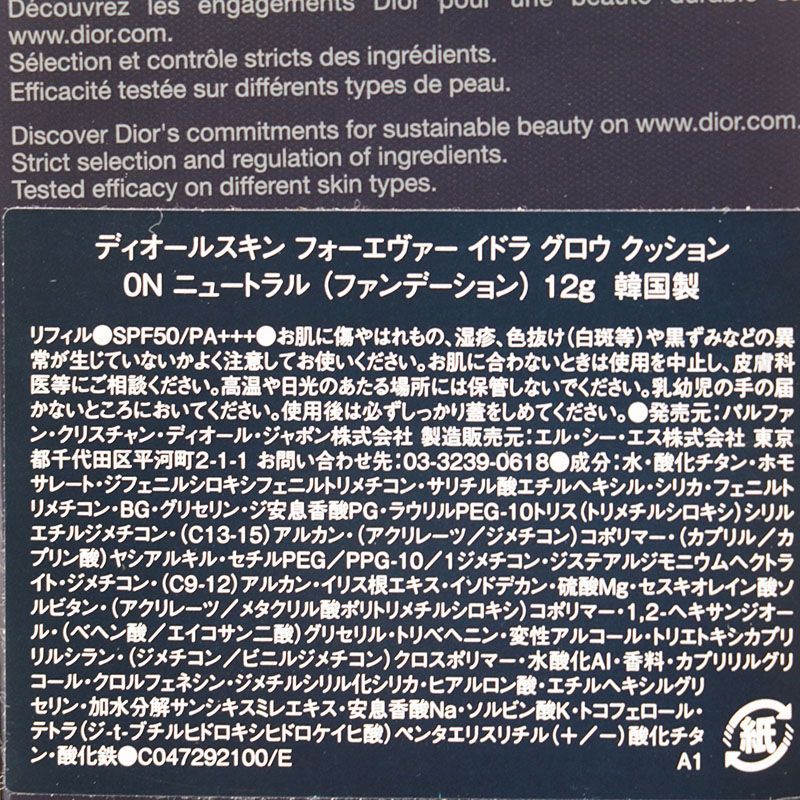 Découvrez les engagements Dior pour une beauté durable su
www.dior.com.
Sélection et contrôle stricts des ingrédients.
Efficacité testée sur différents types de peau.
Discover Dior's commitments for sustainable beauty on www.dior.com.
Strict selection and regulation of ingredients.
Tested efficacy on different skin types.
ディオールスキン フォーエヴァー イドラ グロウ クッション
0N ニュートラル (ファンデーション) 12g 韓国製
リフィル●SPF50/PA+++●お肌に傷やはれもの、湿疹、色抜け(白斑等)や黒ずみなどの異
常が生じていないかよく注意してお使いください。お肌に合わないときは使用を中止し、皮膚科
医等にご相談ください。高温や日光のあたる場所には保管しないでください。乳幼児の手の届
かないところにおいてください。使用後は必ずしっかり蓋をしめてください。●発売元:パルファ
ン・クリスチャン・ディオール・ジャポン株式会社 製造販売元:エル・シー・エス株式会社 東京
都千代田区平河町2-1-1 お問い合わせ先:03-3239-0618●成分:水・酸化チタン・ホモ
サレート・ジフェニルシロキシフェニルトリメチコン・サリチル酸エチルヘキシル・シリカ・フェニルト
リメチコン・BG・グリセリン・ジ安息香酸PG・ラウリルPEG-10トリス(トリメチルシロキシ)シリル
エチルジメチコン・(C13-15)アルカン・(アクリレーツ/ジメチコン)コポリマー・(カプリル/カ
プリン酸)ヤシアルキル・セチルPEG/PPG-10/1ジメチコン・ジステアルジモニウムヘクトラ
イト・ジメチコン・(C9-12)アルカン・イリス根エキス・イソドデカン・硫酸Mg・セスキオレイン酸ソ
ルビタン・(アクリレーツ/メタクリル酸ポリトリメチルシロキシ)コポリマー・1,2-ヘキサンジオー
ル・(ベヘン酸/エイコサン二酸)グリセリル・トリベヘニン・変性アルコール・トリエトキシカプリ
リルシラン・(ジメチコン/ビニルジメチコン)クロスポリマー・水酸化Al・香料・カプリリルグリ
コール・クロルフェネシン・ジメチルシリル化シリカ・ヒアルロン酸・エチルヘキシルグリ
セリン・加水分解サンシキスミレエキス・安息香酸Na・ソルビン酸K・トコフェロール・
テトラ(ジ-t-ブチルヒドロキシヒドロケイヒ酸)ペンタエリスリチル(+/-)酸化チタ
ン・酸化鉄●C047292100/E
紙
A1